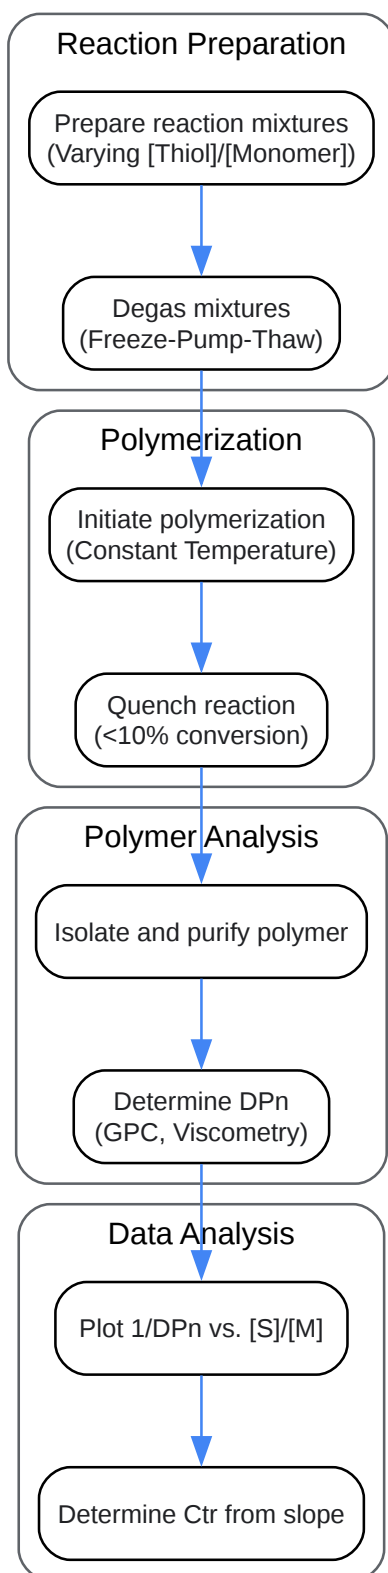 Reaction Preparation
Prepare reaction mixtures
(Varying [Thiol]/[Monomer])
Degas mixtures
(Freeze-Pump-Thaw)
Polymerization
Initiate polymerization
(Constant Temperature)
Quench reaction
(<10% conversion)
Polymer Analysis
Isolate and purify polymer
Determine DPn
(GPC, Viscometry)
Data Analysis
Plot 1/DPn vs. [S]/[M]
Determine Ctr from slope